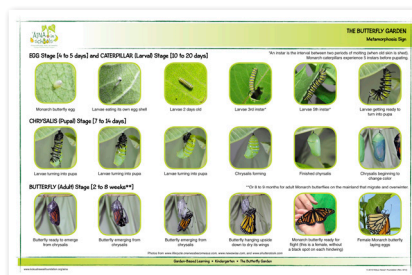 'AINA IN SCHOOLS
THE BUTTERFLY GARDEN
Metamorphosis Sign
EGG Stage [4 to 5 days] and CATERPILLAR (Larval) Stage [10 to 20 days]
*An instar is the interval between two periods of molting (when old skin is shed).
Monarch caterpillars experience 5 instars before pupating.
Monarch butterfly egg
Larvae eating its own egg shell
Larvae 2 days old
Larvae 3rd instar*
Larvae 5th instar*
Larvae getting ready to
turn into pupa
CHRYSALIS (Pupal) Stage [7 to 14 days]
Larvae turning into pupa
Larvae turning into pupa
Larvae turning into pupa
Chrysalis forming
Finished chrysalis
Chrysalis beginning to
change color
BUTTERFLY (Adult) Stage [2 to 8 weeks**]
**Or 8 to 9 months for adult Monarch butterflies on the mainland that migrate and overwinter.
Butterfly ready to emerge
from chrysalis
Butterfly emerging from
chrysalis
Butterfly emerging from
chrysalis
Butterfly hanging upside
down to dry its wings
Monarch butterfly ready for
flight (this is a female, without
a black spot on each hindwing)
Female Monarch butterfly
laying eggs
Garden-Based Learning • Kindergarten • The Butterfly Garden